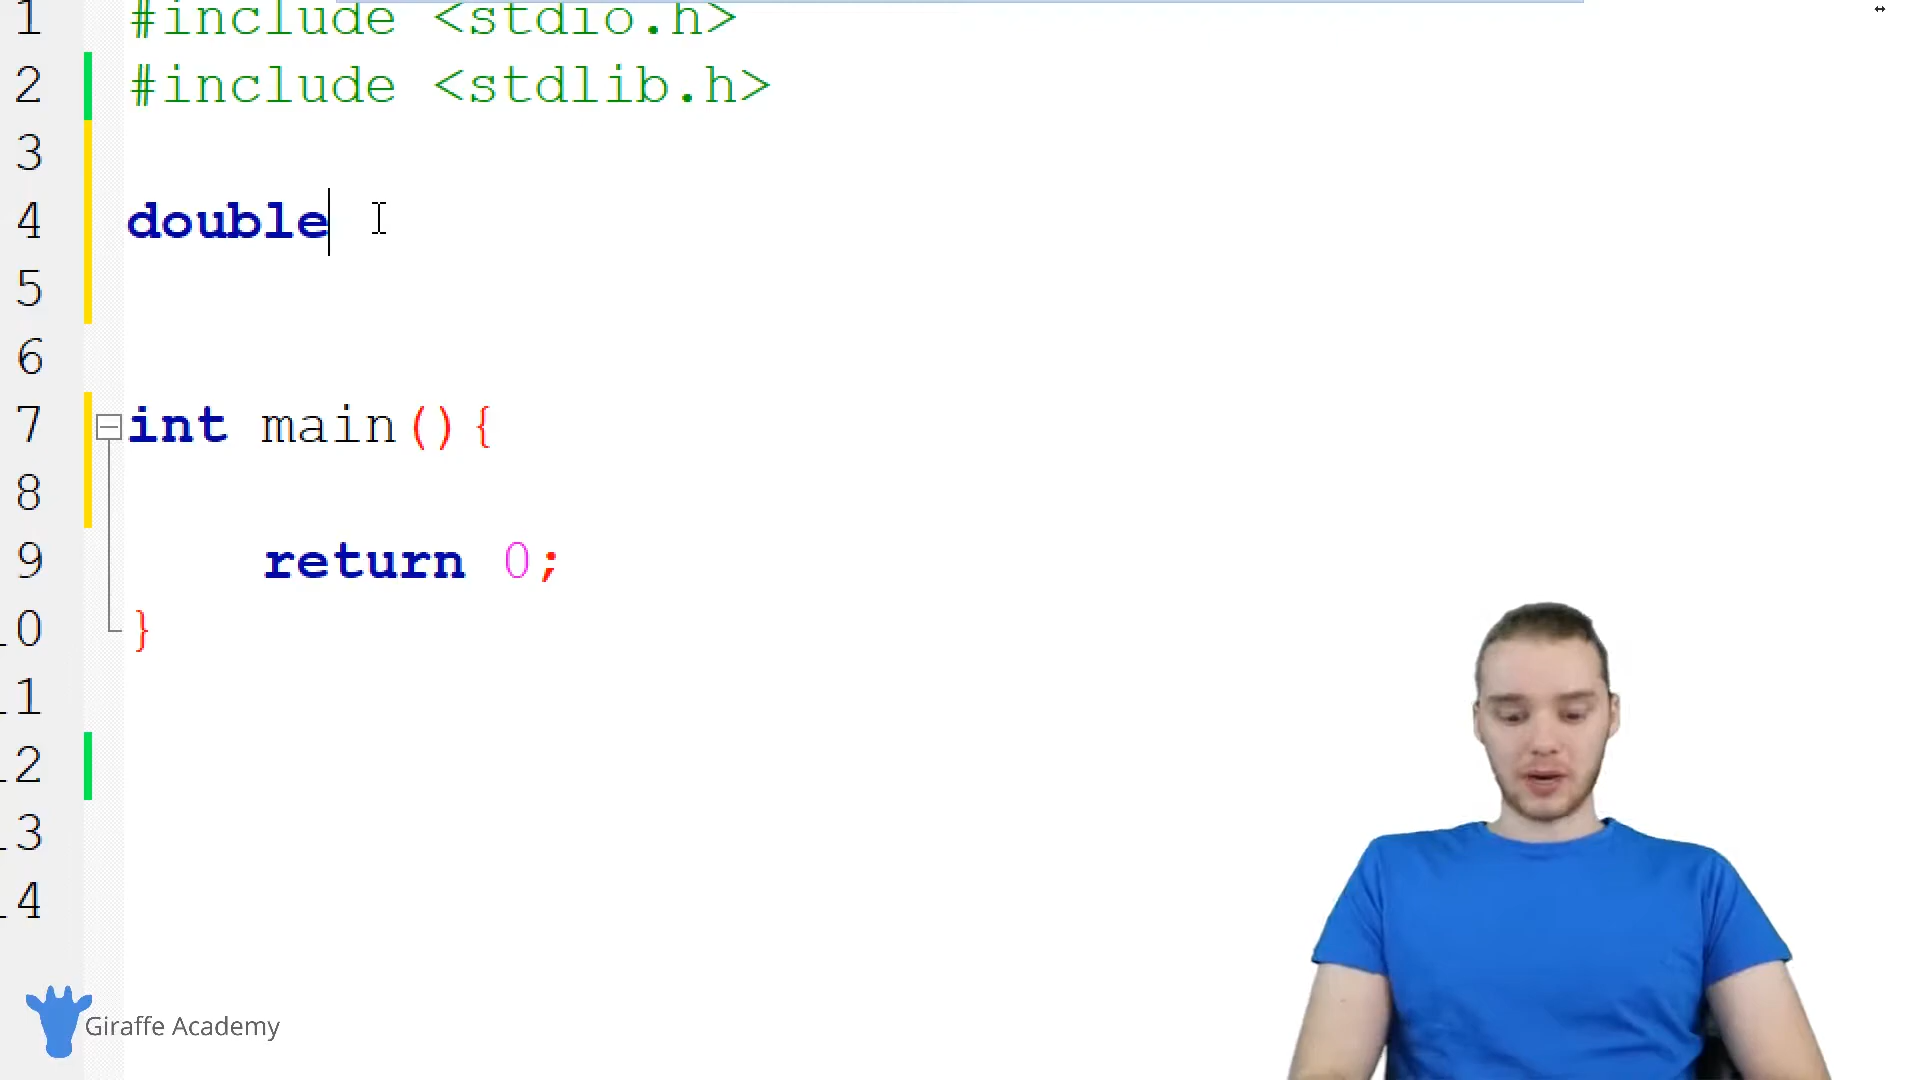 1 #include <stdio.h>
2 #include <stdlib.h>
3
4 double
5
6
7 int main(){
8
9 return 0;
10 }
11
12
13
14
Giraffe Academy